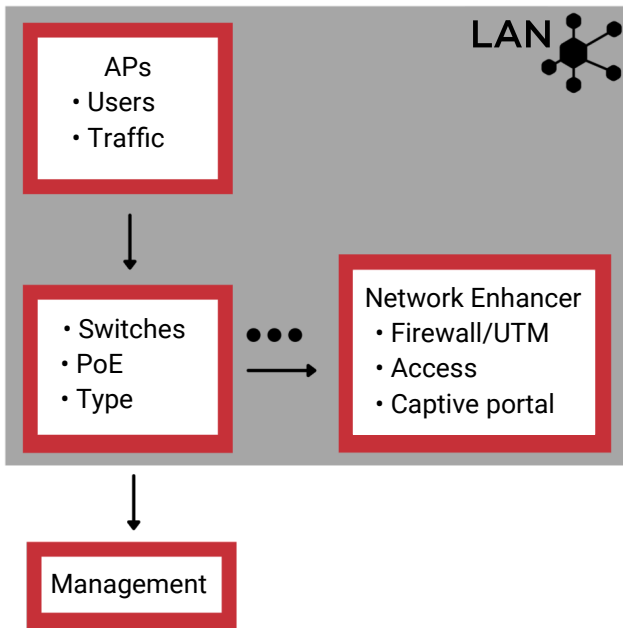 LAN
APs
• Users
• Traffic
• Switches
• PoE
• Type
Network Enhancer
• Firewall/UTM
• Access
• Captive portal
Management